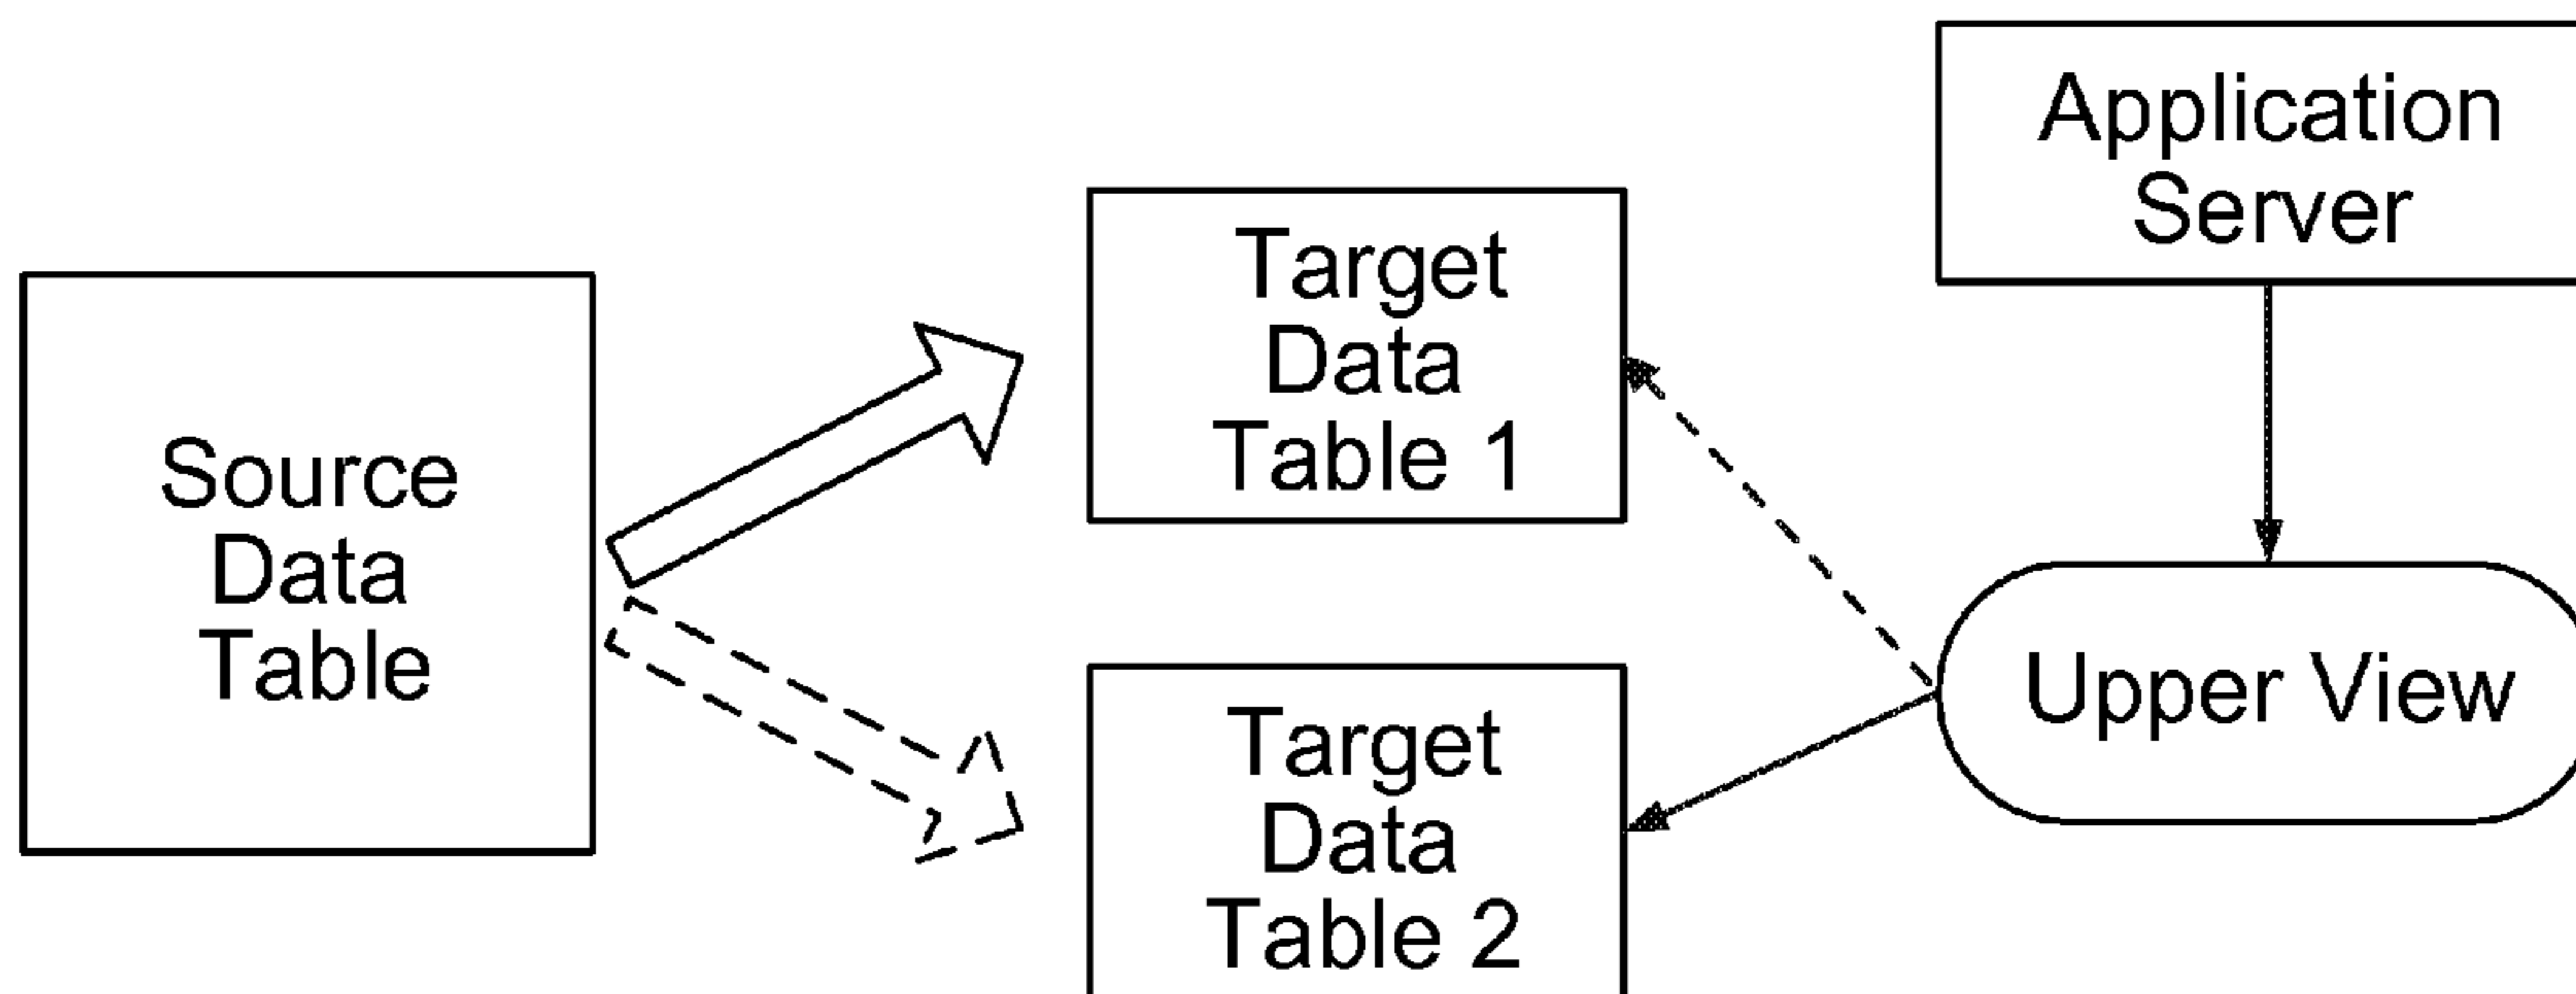 Source
Data
Table
Target
Data
Table 1
Target
Data
Table 2
Application
Server
Upper View